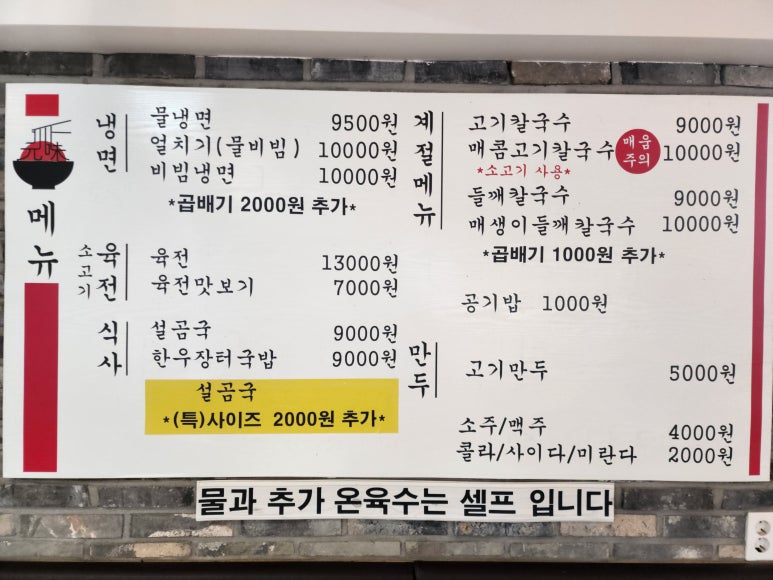 元味
메뉴
냉면
물냉면 9500원
얼치기(물비빔) 10000원
비빔냉면 10000원
*곱배기 2000원 추가*
소고기 육전
육전 13000원
육전맛보기 7000원
식사
설곰국 9000원
한우장터국밥 9000원
설곰국
*(특)사이즈 2000원 추가*
계절메뉴
고기칼국수 9000원
매콤고기칼국수 매움주의 10000원
*소고기 사용*
들깨칼국수 9000원
매생이들깨칼국수 10000원
*곱배기 1000원 추가*
공기밥 1000원
만두
고기만두 5000원
소주/맥주 4000원
콜라/사이다/미란다 2000원
물과 추가 온육수는 셀프 입니다